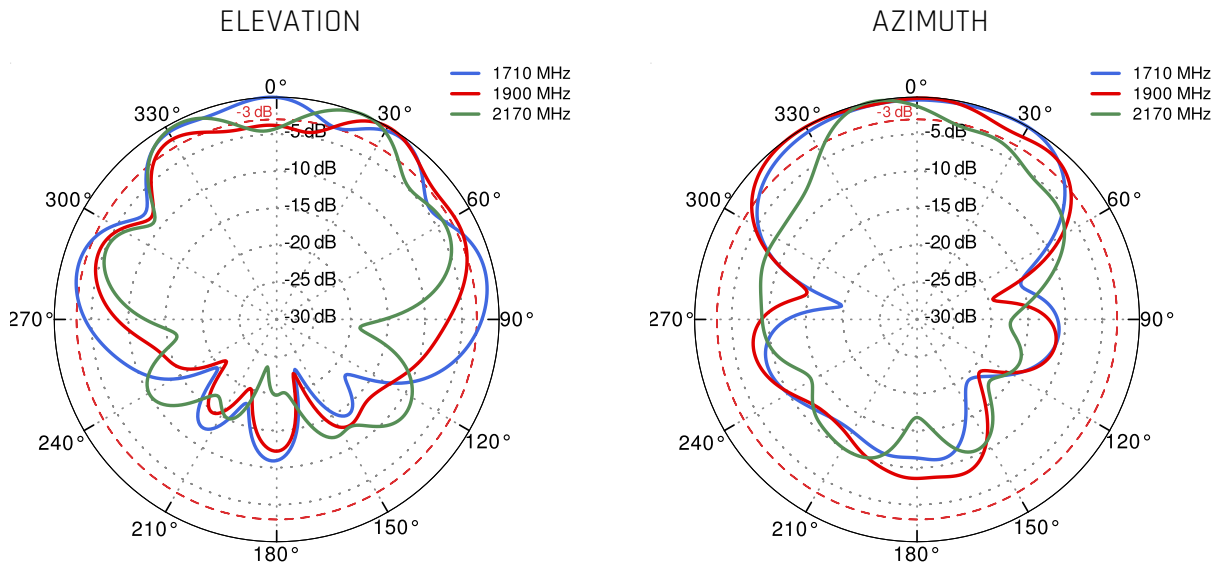 ELEVATION
1710 MHz
1900 MHz
2170 MHz
0°
-3 dB
330°
30°
-5 dB
-10 dB
300°
60°
-15 dB
-20 dB
-25 dB
270°
-30 dB
90°
240°
120°
210°
150°
180°
AZIMUTH
1710 MHz
1900 MHz
2170 MHz
0°
-3 dB
330°
30°
-5 dB
-10 dB
300°
60°
-15 dB
-20 dB
-25 dB
270°
-30 dB
90°
240°
120°
210°
150°
180°